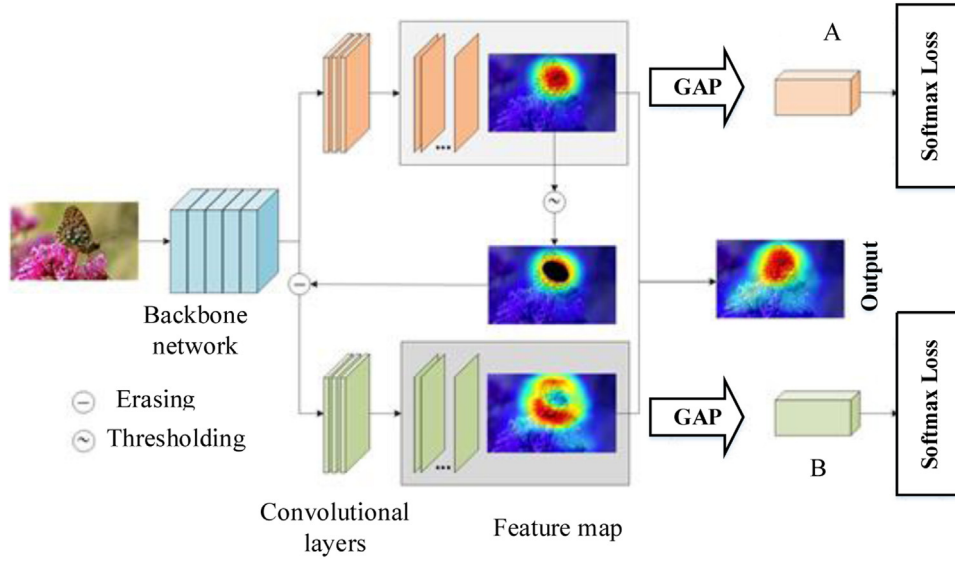 A
GAP
Softmax Loss
Backbone
network
Output
Erasing
Thresholding
GAP
B
Softmax Loss
Convolutional
layers
Feature map